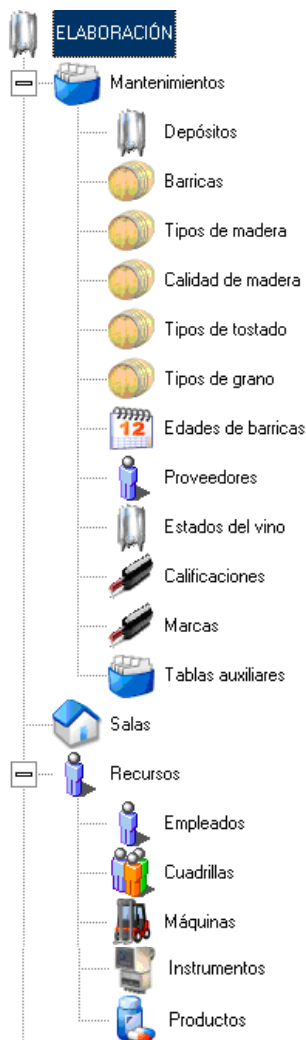 ELABORACIÓN
Mantenimientos
Depósitos
Barricas
Tipos de madera
Calidad de madera
Tipos de tostado
Tipos de grano
12
Edades de barricas
Proveedores
Estados del vino
Calificaciones
Marcas
Tablas auxiliares
Salas
Recursos
Empleados
Cuadrillas
Máquinas
Instrumentos
Productos